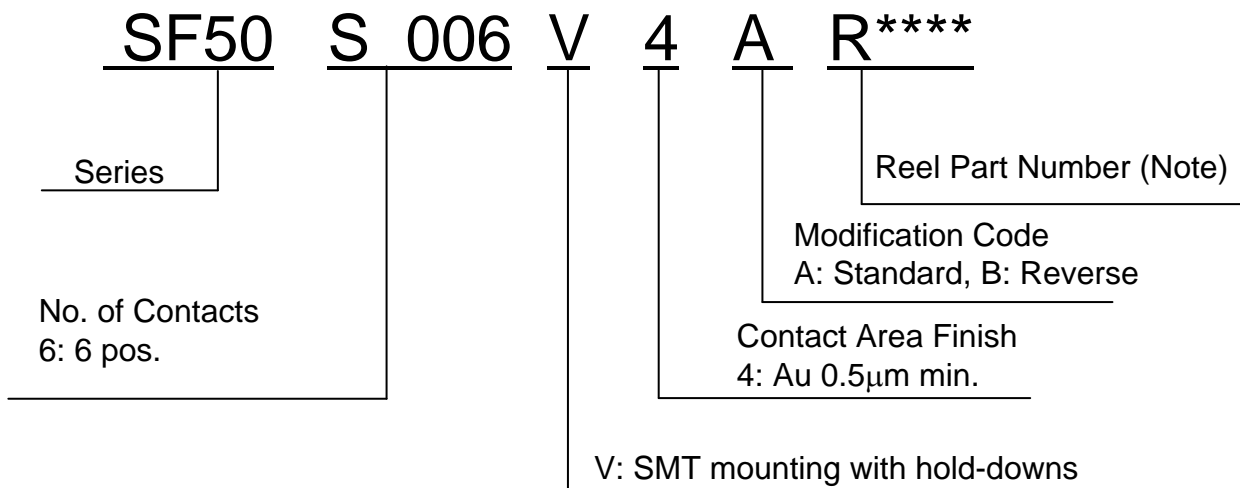 SF50 S 006 V 4 A R****
Series
Reel Part Number (Note)
Modification Code
A: Standard, B: Reverse
No. of Contacts
6: 6 pos.
Contact Area Finish
4: Au 0.5μm min.
V: SMT mounting with hold-downs